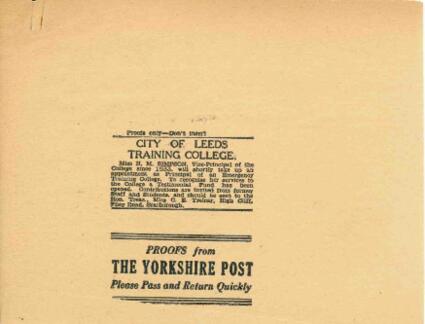 Proofs only—Don't insert
CITY OF LEEDS
TRAINING COLLEGE.
Miss H. M. SIMPSON, Vice-Principal of the
College since 1933, will shortly take up an
appointment as Principal of an Emergency
Training College. To recognise her services to
the College a Testimonial Fund has been
opened. Contributions are invited from former
Staff and Students, and should be sent to the
Hon. Treas., Miss G. E. Trainer, High Cliff,
Filey Road, Scarborough.
PROOFS from
THE YORKSHIRE POST
Please Pass and Return Quickly